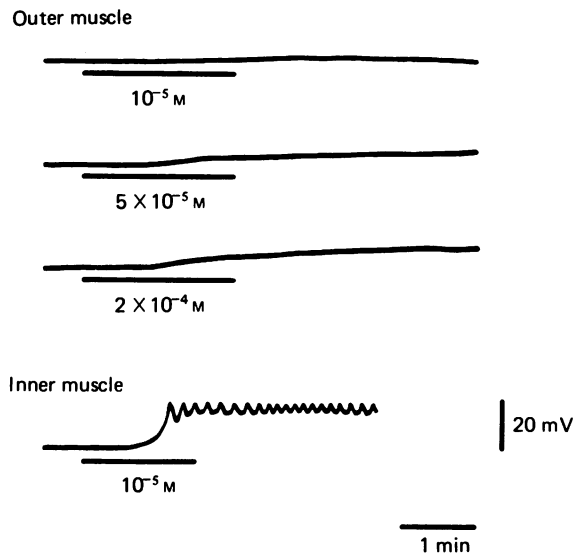 Outer muscle
10⁻⁵ M
5 X 10⁻⁵ M
2 X 10⁻⁴ M
Inner muscle
20 mV
10⁻⁵ M
1 min